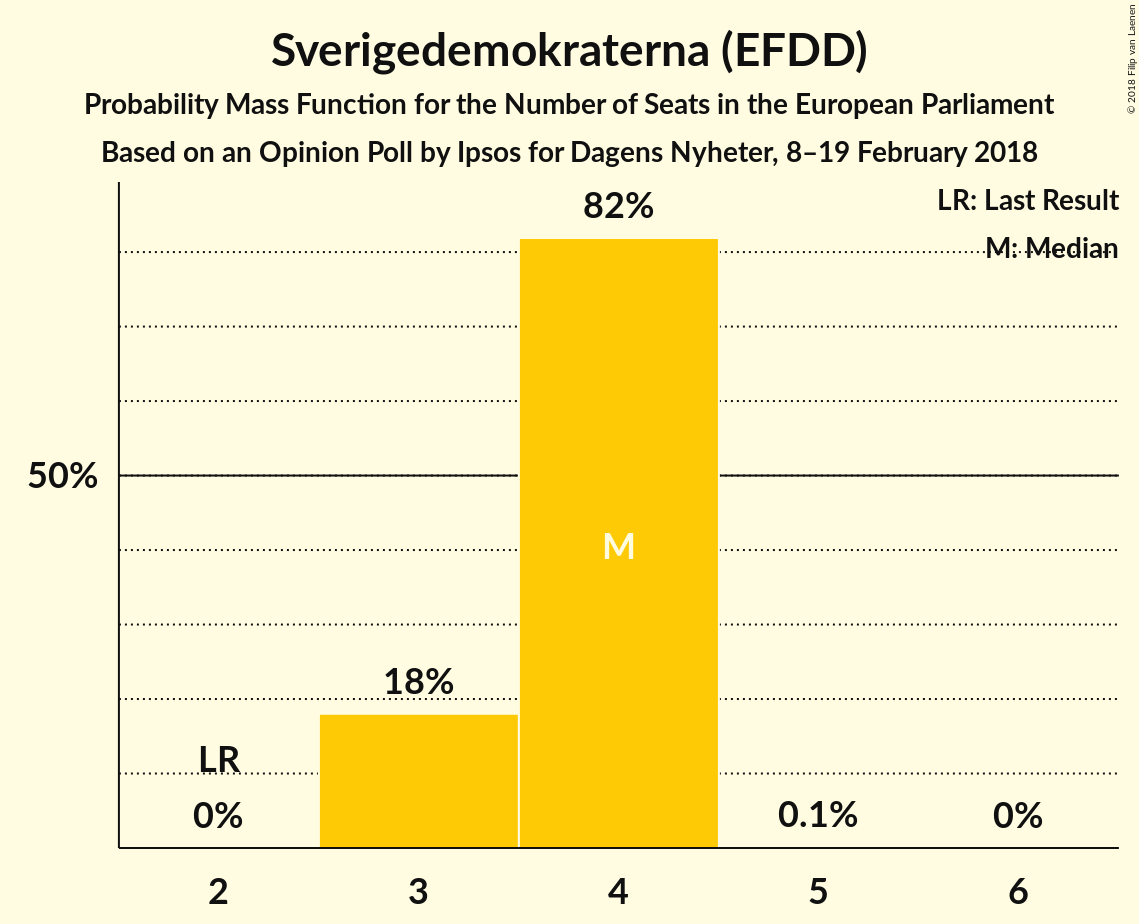 Sverigedemokraterna (EFDD)
Probability Mass Function for the Number of Seats in the European Parliament
Based on an Opinion Poll by Ipsos for Dagens Nyheter, 8–19 February 2018
© 2018 Filip van Laenen
LR: Last Result
M: Median
82%
50%
M
18%
LR
0%
0.1%
0%
2 3 4 5 6